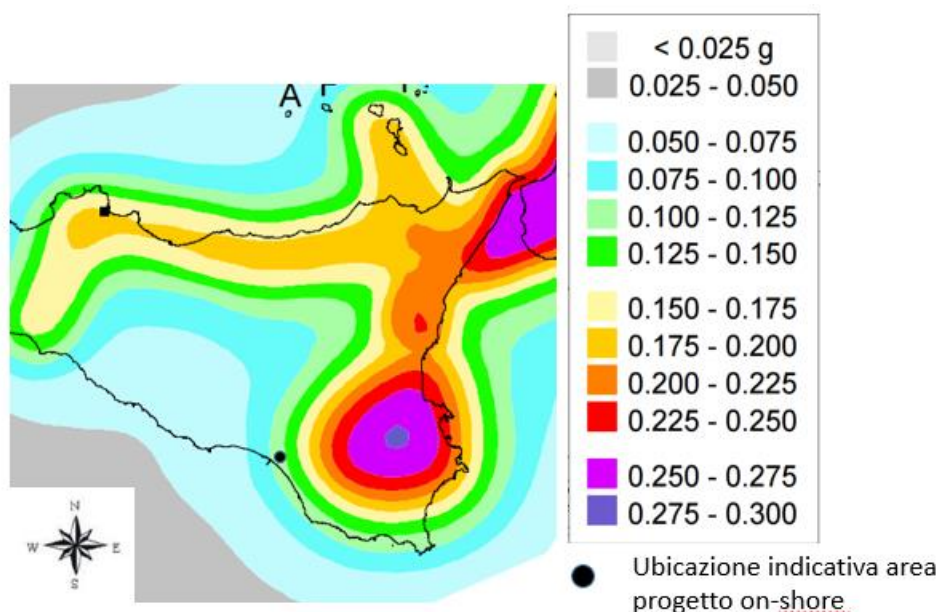 A
< 0.025 g
0.025 - 0.050
0.050 - 0.075
0.075 - 0.100
0.100 - 0.125
0.125 - 0.150
0.150 - 0.175
0.175 - 0.200
0.200 - 0.225
0.225 - 0.250
0.250 - 0.275
0.275 - 0.300
N
W E
S
Ubicazione indicativa area
progetto on-shore